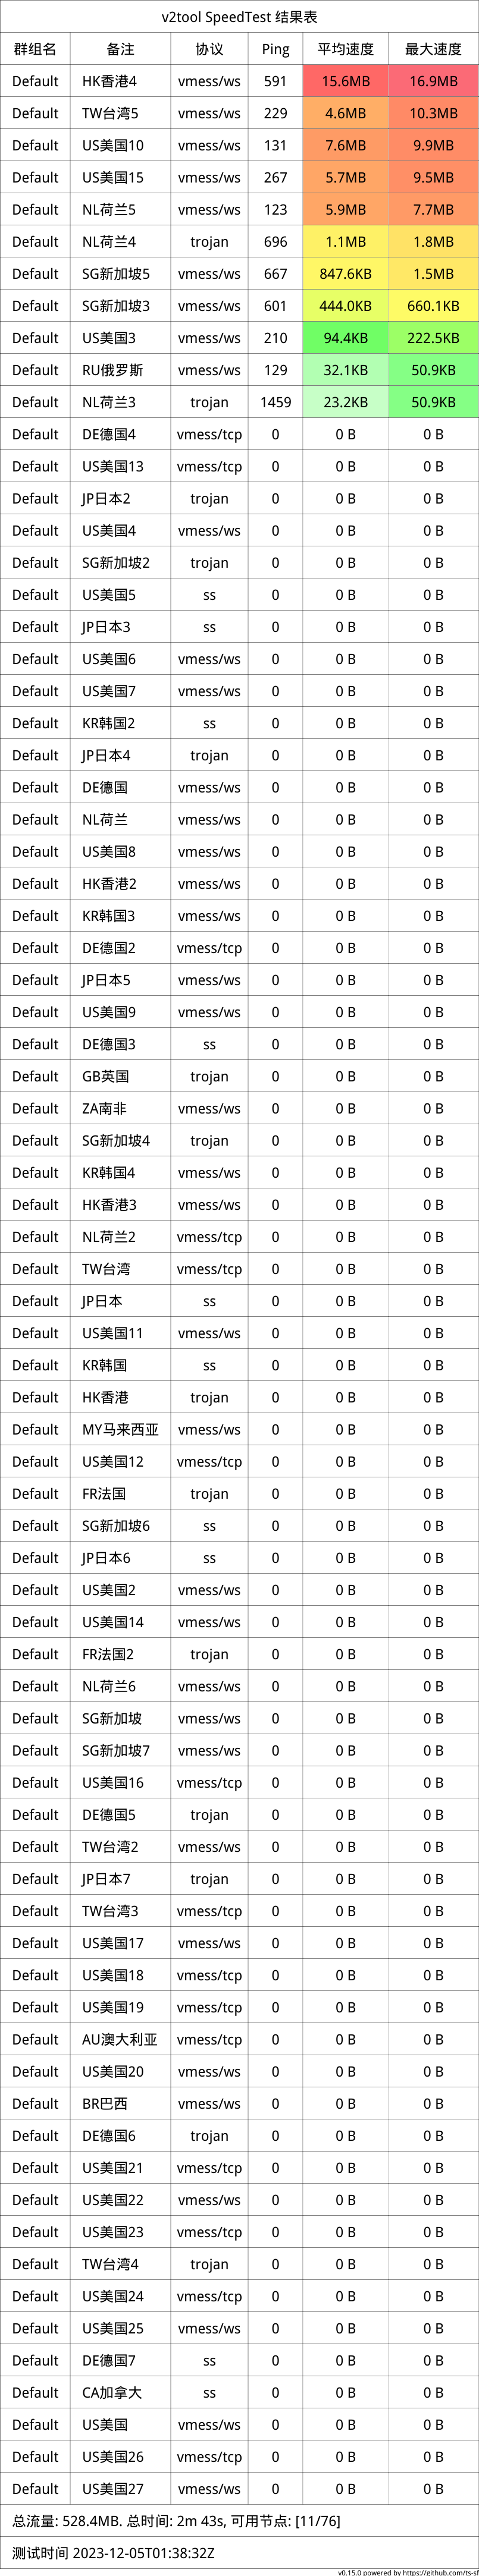 v2tool SpeedTest 结果表
群组名 备注 协议 Ping 平均速度 最大速度
Default HK香港4 vmess/ws 591 15.6MB 16.9MB
Default TW台湾5 vmess/ws 229 4.6MB 10.3MB
Default US美国10 vmess/ws 131 7.6MB 9.9MB
Default US美国15 vmess/ws 267 5.7MB 9.5MB
Default NL荷兰5 vmess/ws 123 5.9MB 7.7MB
Default NL荷兰4 trojan 696 1.1MB 1.8MB
Default SG新加坡5 vmess/ws 667 847.6KB 1.5MB
Default SG新加坡3 vmess/ws 601 444.0KB 660.1KB
Default US美国3 vmess/ws 210 94.4KB 222.5KB
Default RU俄罗斯 vmess/ws 129 32.1KB 50.9KB
Default NL荷兰3 trojan 1459 23.2KB 50.9KB
Default DE德国4 vmess/tcp 0 0 B 0 B
Default US美国13 vmess/tcp 0 0 B 0 B
Default JP日本2 trojan 0 0 B 0 B
Default US美国4 vmess/ws 0 0 B 0 B
Default SG新加坡2 trojan 0 0 B 0 B
Default US美国5 ss 0 0 B 0 B
Default JP日本3 ss 0 0 B 0 B
Default US美国6 vmess/ws 0 0 B 0 B
Default US美国7 vmess/ws 0 0 B 0 B
Default KR韩国2 ss 0 0 B 0 B
Default JP日本4 trojan 0 0 B 0 B
Default DE德国 vmess/ws 0 0 B 0 B
Default NL荷兰 vmess/ws 0 0 B 0 B
Default US美国8 vmess/ws 0 0 B 0 B
Default HK香港2 vmess/ws 0 0 B 0 B
Default KR韩国3 vmess/ws 0 0 B 0 B
Default DE德国2 vmess/tcp 0 0 B 0 B
Default JP日本5 vmess/ws 0 0 B 0 B
Default US美国9 vmess/ws 0 0 B 0 B
Default DE德国3 ss 0 0 B 0 B
Default GB英国 trojan 0 0 B 0 B
Default ZA南非 vmess/ws 0 0 B 0 B
Default SG新加坡4 trojan 0 0 B 0 B
Default KR韩国4 vmess/ws 0 0 B 0 B
Default HK香港3 vmess/ws 0 0 B 0 B
Default NL荷兰2 vmess/tcp 0 0 B 0 B
Default TW台湾 vmess/tcp 0 0 B 0 B
Default JP日本 ss 0 0 B 0 B
Default US美国11 vmess/ws 0 0 B 0 B
Default KR韩国 ss 0 0 B 0 B
Default HK香港 trojan 0 0 B 0 B
Default MY马来西亚 vmess/ws 0 0 B 0 B
Default US美国12 vmess/tcp 0 0 B 0 B
Default FR法国 trojan 0 0 B 0 B
Default SG新加坡6 ss 0 0 B 0 B
Default JP日本6 ss 0 0 B 0 B
Default US美国2 vmess/ws 0 0 B 0 B
Default US美国14 vmess/ws 0 0 B 0 B
Default FR法国2 trojan 0 0 B 0 B
Default NL荷兰6 vmess/ws 0 0 B 0 B
Default SG新加坡 vmess/ws 0 0 B 0 B
Default SG新加坡7 vmess/ws 0 0 B 0 B
Default US美国16 vmess/tcp 0 0 B 0 B
Default DE德国5 trojan 0 0 B 0 B
Default TW台湾2 vmess/ws 0 0 B 0 B
Default JP日本7 trojan 0 0 B 0 B
Default TW台湾3 vmess/tcp 0 0 B 0 B
Default US美国17 vmess/ws 0 0 B 0 B
Default US美国18 vmess/tcp 0 0 B 0 B
Default US美国19 vmess/tcp 0 0 B 0 B
Default AU澳大利亚 vmess/tcp 0 0 B 0 B
Default US美国20 vmess/ws 0 0 B 0 B
Default BR巴西 vmess/ws 0 0 B 0 B
Default DE德国6 trojan 0 0 B 0 B
Default US美国21 vmess/tcp 0 0 B 0 B
Default US美国22 vmess/ws 0 0 B 0 B
Default US美国23 vmess/tcp 0 0 B 0 B
Default TW台湾4 trojan 0 0 B 0 B
Default US美国24 vmess/tcp 0 0 B 0 B
Default US美国25 vmess/ws 0 0 B 0 B
Default DE德国7 ss 0 0 B 0 B
Default CA加拿大 ss 0 0 B 0 B
Default US美国 vmess/ws 0 0 B 0 B
Default US美国26 vmess/tcp 0 0 B 0 B
Default US美国27 vmess/ws 0 0 B 0 B
总流量: 528.4MB. 总时间: 2m 43s, 可用节点: [11/76]
测试时间 2023-12-05T01:38:32Z
v0.15.0 powered by https://github.com/ts-sf